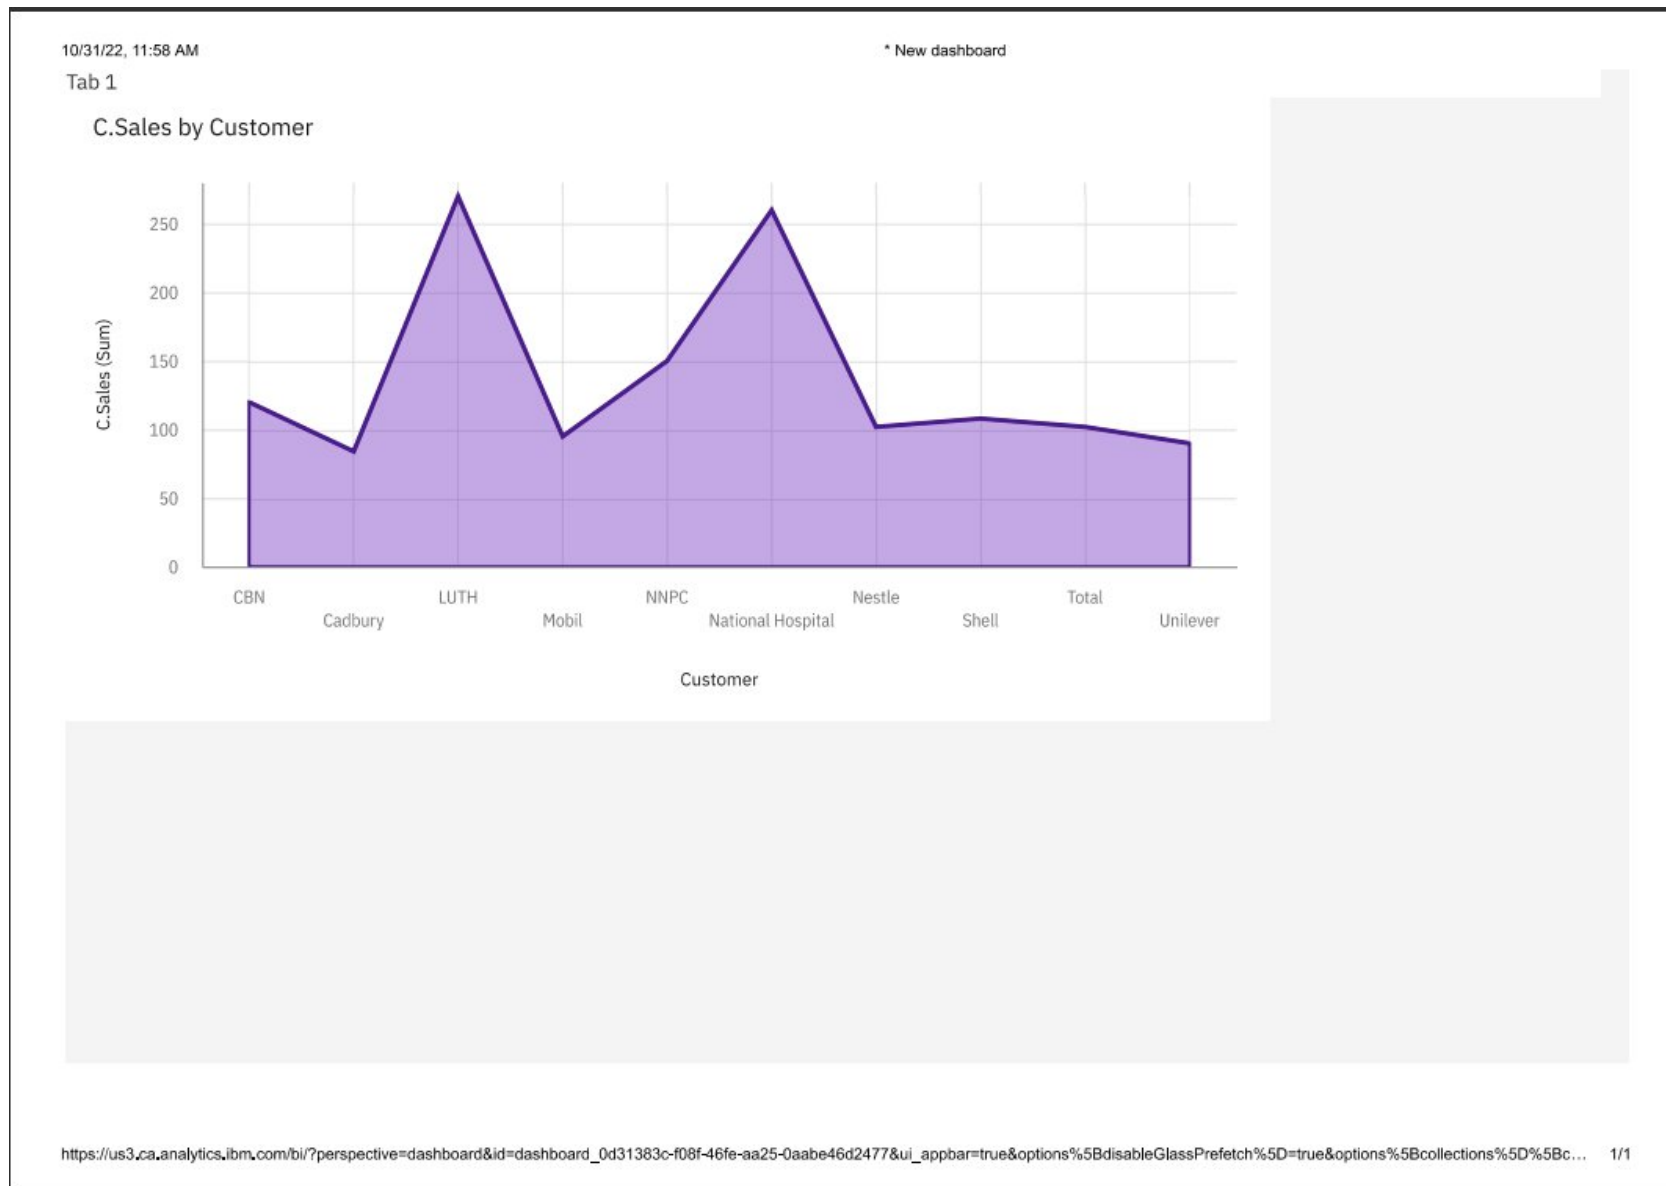 10/31/22, 11:58 AM
* New dashboard
Tab 1
C.Sales by Customer
C.Sales (Sum)
250
200
150
100
50
0
CBN
Cadbury
LUTH
Mobil
NNPC
National Hospital
Nestle
Shell
Total
Unilever
Customer
https://us3.ca.analytics.ibm.com/bi/?perspective=dashboard&id=dashboard_0d31383c-f08f-46fe-aa25-0aabe46d2477&ui_appbar=true&options%5BdisableGlassPrefetch%5D=true&options%5Bcollections%5D%5Bc...
1/1